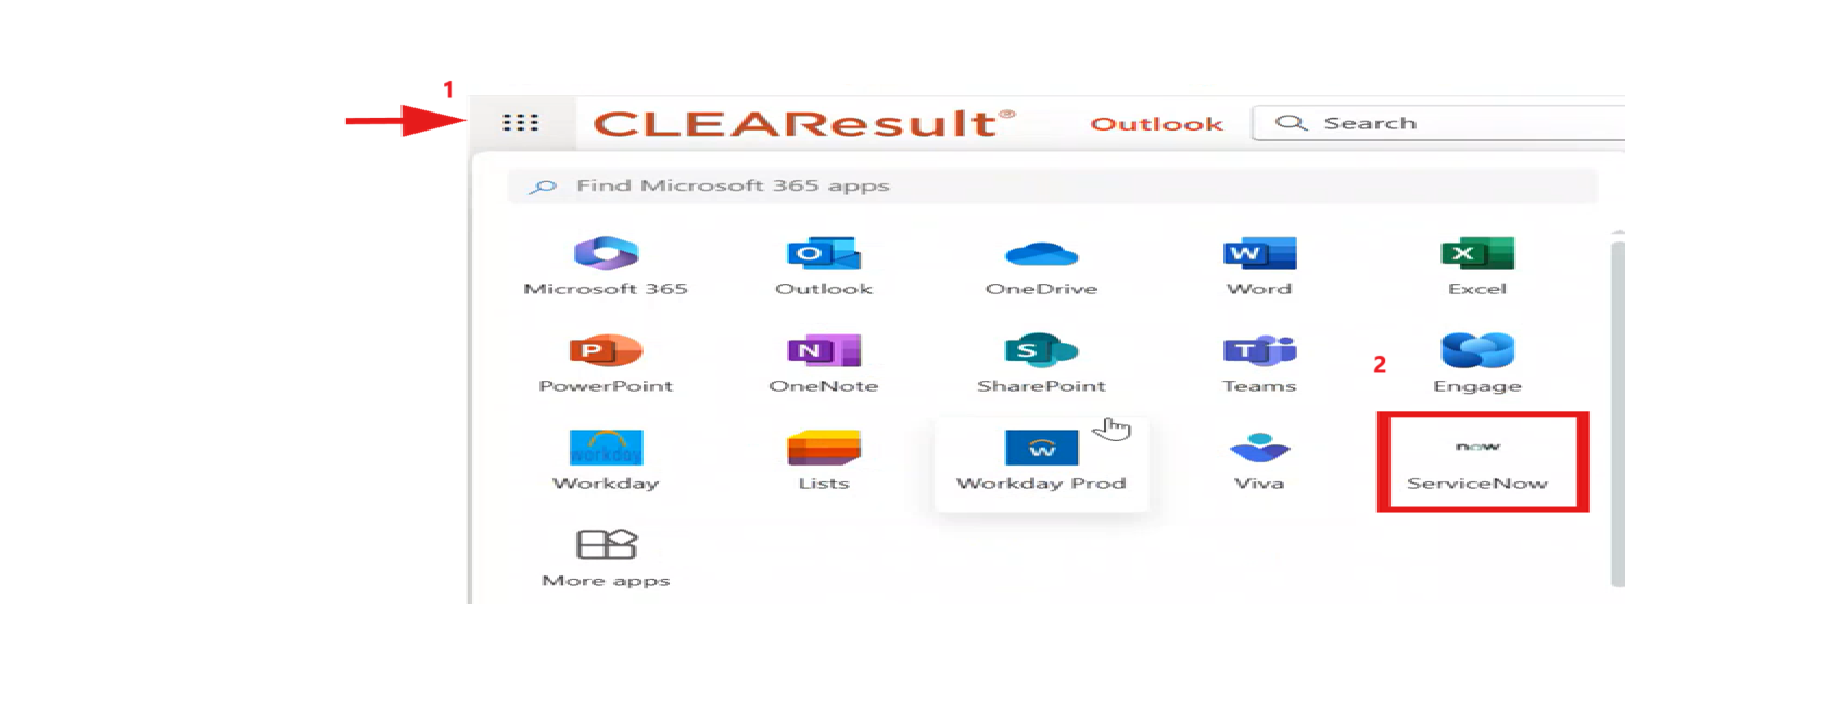 1
CLEAResult®
Outlook
Search
Find Microsoft 365 apps
Microsoft 365
Outlook
OneDrive
Word
Excel
PowerPoint
OneNote
SharePoint
Teams
2
Engage
workday
Workday
Lists
Workday Prod
Viva
now
ServiceNow
More apps